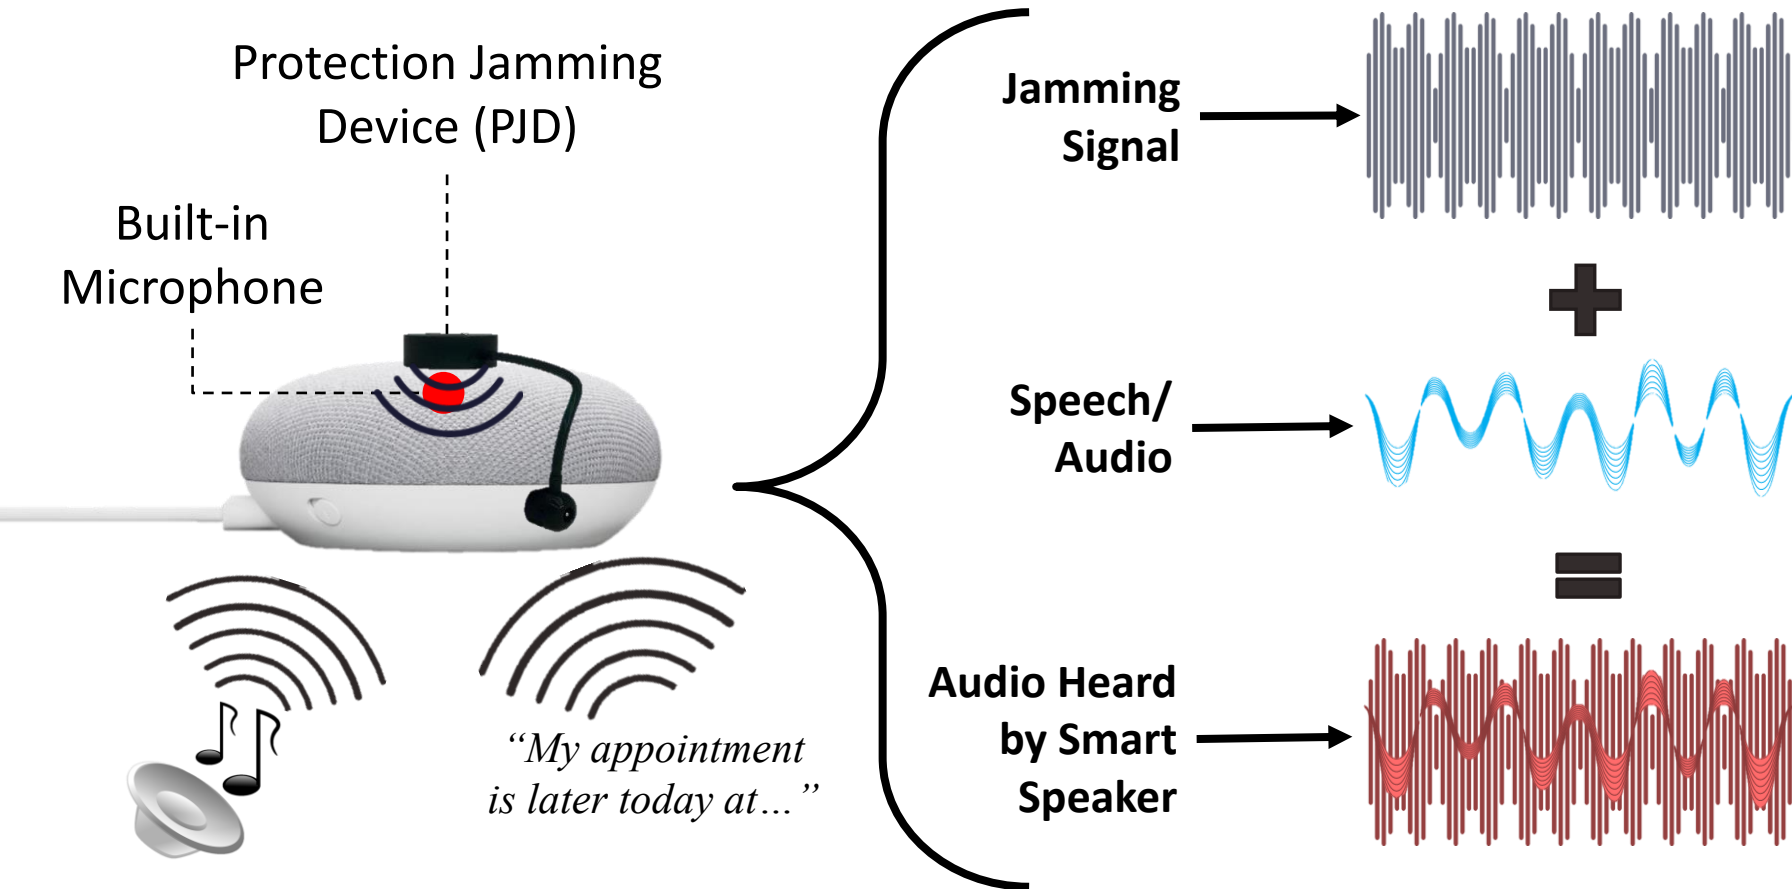 Protection Jamming
Device (PJD)
Built-in
Microphone
“My appointment
is later today at…”
Jamming
Signal
Speech/
Audio
Audio Heard
by Smart
Speaker